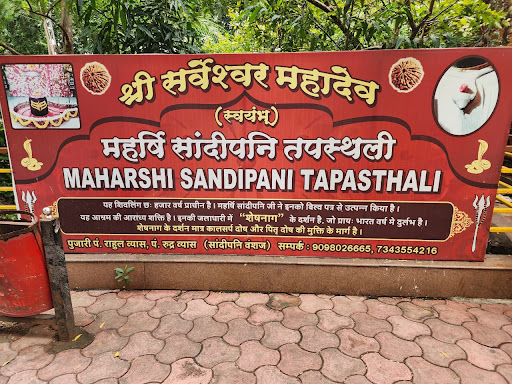 श्री सर्वेश्वर महादेव
(स्वयंभू)
महर्षि सांदीपनि तपस्थली
MAHARSHI SANDIPANI TAPASTHALI
यह शिवलिंग छः हजार वर्ष प्राचीन है। महर्षि सांदीपनि जी ने इनको बिल्व पत्र से उत्पन्न किया है।
यह आश्रम की आराध्य शक्ति है। इनकी जलाधारी में "शेषनाग" के दर्शन है, जो प्रायः भारत वर्ष मे दुर्लभ है।
शेषनाग के दर्शन मात्र कालसर्प दोष और पितृ दोष की मुक्ति के मार्ग है।
पुजारी पं. राहुल व्यास, पं. रुद्र व्यास (सांदीपनि वंशज) सम्पर्क : 9098026665, 7343554216